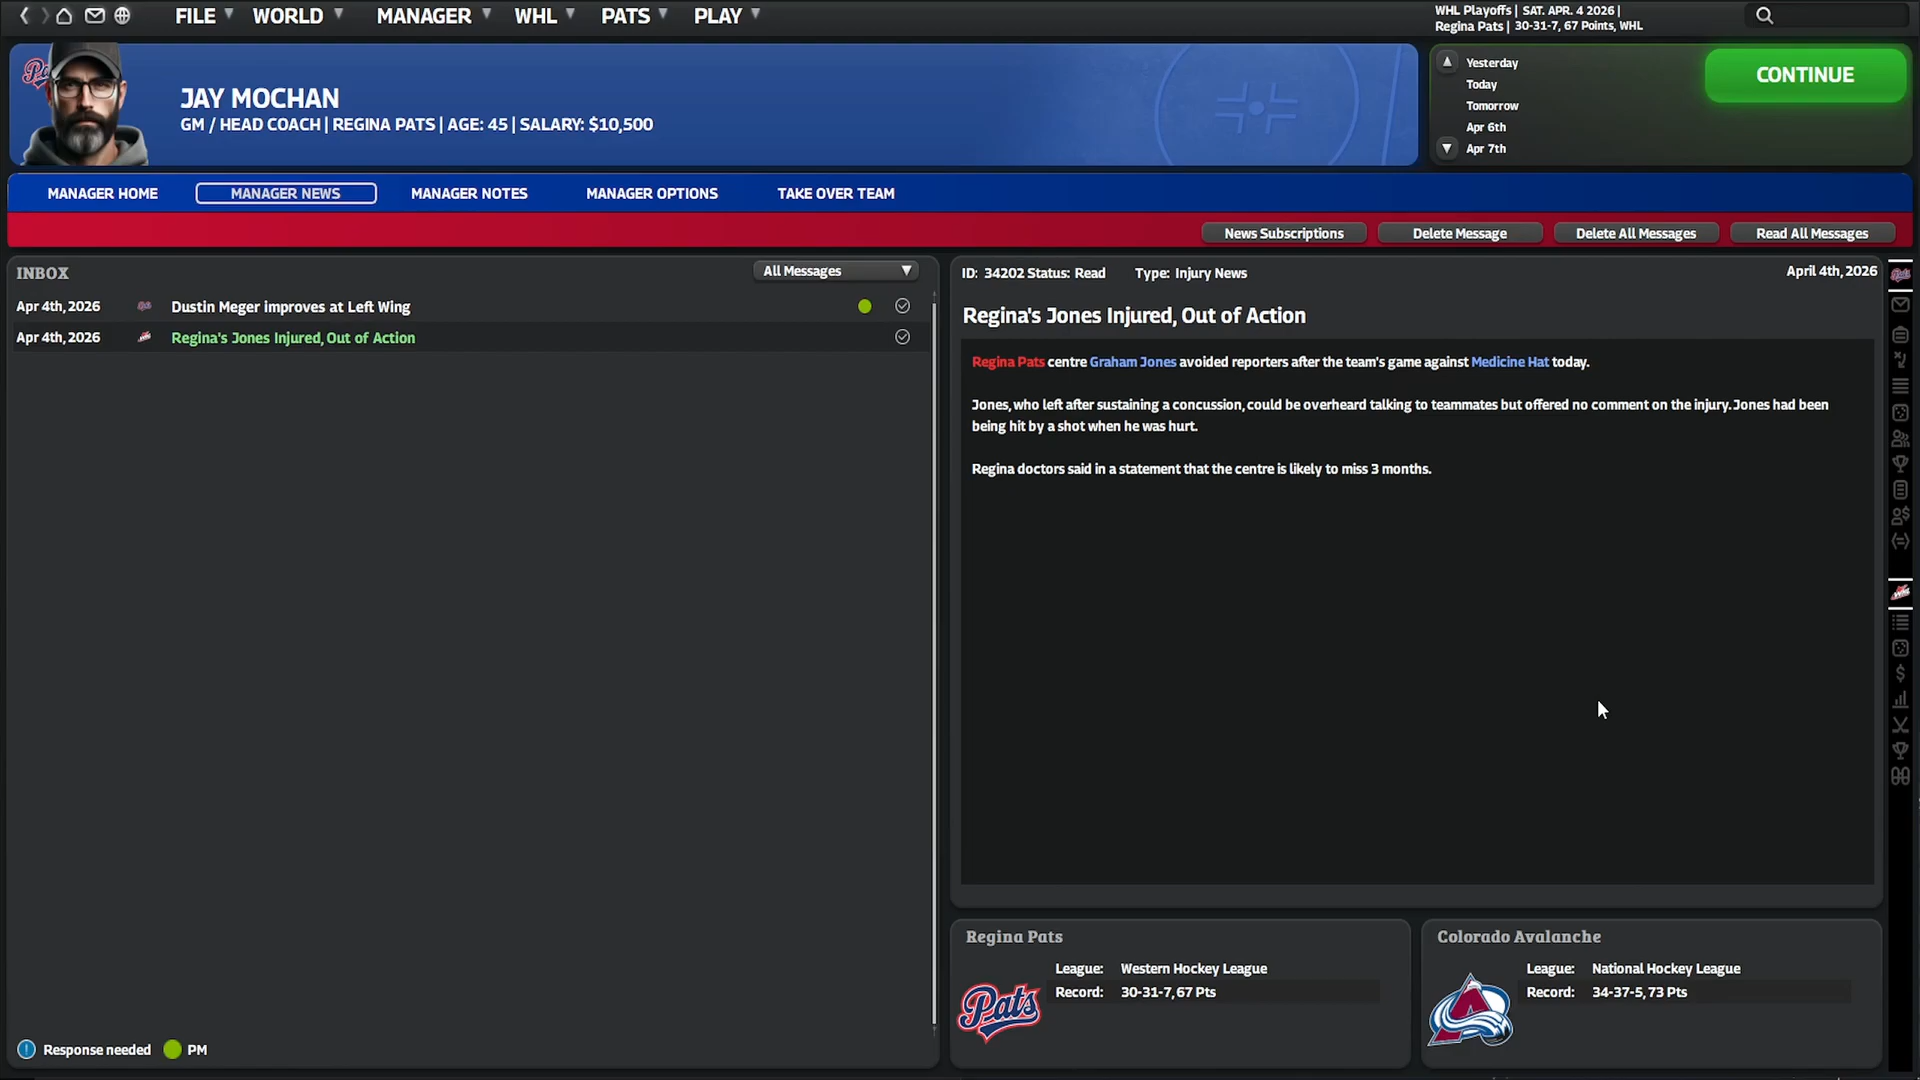 FILE WORLD MANAGER WHL PATS PLAY
WHL Playoffs | SAT. APR. 4 2026 |
Regina Pats | 30-31-7, 67 Points, WHL
JAY MOCHAN
GM / HEAD COACH | REGINA PATS | AGE: 45 | SALARY: $10,500
Yesterday
Today
Tomorrow
Apr 6th
Apr 7th
CONTINUE
MANAGER HOME MANAGER NEWS MANAGER NOTES MANAGER OPTIONS TAKE OVER TEAM
News Subscriptions Delete Message Delete All Messages Read All Messages
INBOX All Messages
Apr 4th, 2026 Dustin Meger improves at Left Wing
Apr 4th, 2026 Regina's Jones Injured, Out of Action
Response needed PM
ID: 34202 Status: Read Type: Injury News April 4th, 2026
Regina's Jones Injured, Out of Action
Regina Pats centre Graham Jones avoided reporters after the team's game against Medicine Hat today.
Jones, who left after sustaining a concussion, could be overheard talking to teammates but offered no comment on the injury. Jones had been
being hit by a shot when he was hurt.
Regina doctors said in a statement that the centre is likely to miss 3 months.
Regina Pats
League: Western Hockey League
Record: 30-31-7, 67 Pts
Pats
Colorado Avalanche
League: National Hockey League
Record: 34-37-5, 73 Pts